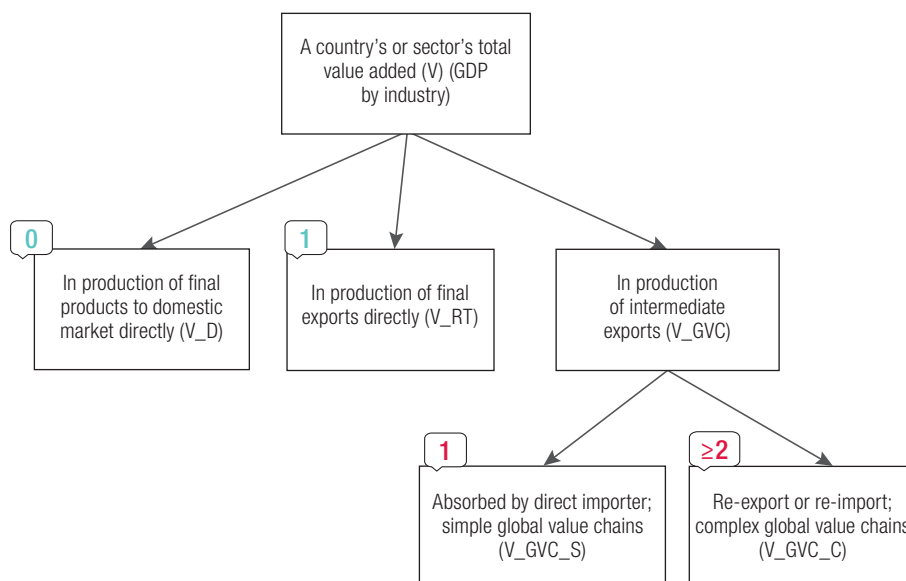 A country’s or sector’s total
value added (V) (GDP
by industry)
0
In production of final
products to domestic
market directly (V_D)
1
In production of final
exports directly (V_RT)
In production
of intermediate
exports (V_GVC)
1
Absorbed by direct importer;
simple global value chains
(V_GVC_S)
≥2
Re-export or re-import;
complex global value chains
(V_GVC_C)